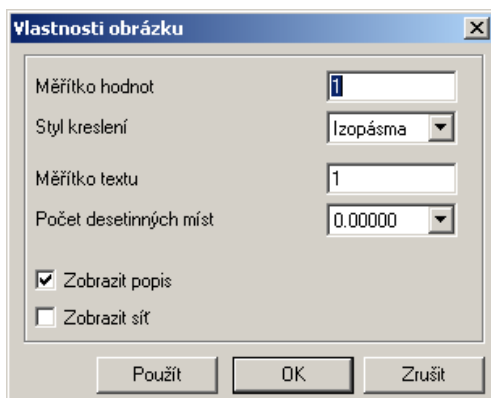 Vlastnosti obrázku
Měřítko hodnot 1
Styl kreslení Izopásma
Měřítko textu 1
Počet desetinných míst 0.00000
Zobrazit popis
Zobrazit síť
Použít OK Zrušit